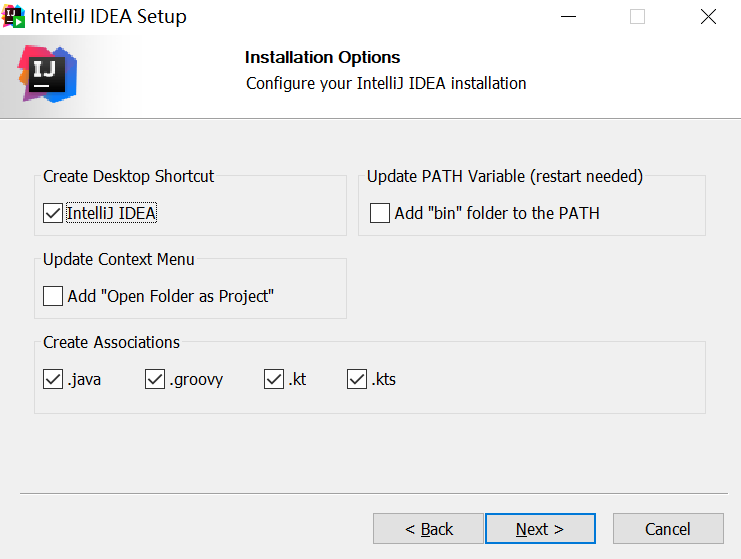 IntelliJ IDEA Setup
IJ
Installation Options
Configure your IntelliJ IDEA installation
Create Desktop Shortcut
IntelliJ IDEA
Update PATH Variable (restart needed)
Add "bin" folder to the PATH
Update Context Menu
Add "Open Folder as Project"
Create Associations
.java .groovy .kt .kts
< Back Next > Cancel